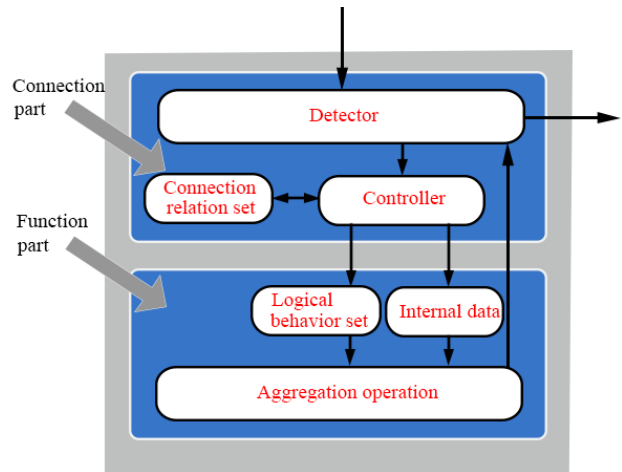 Connection
part
Detector
Connection
relation set
Controller
Function
part
Logical
behavior set
Internal data
Aggregation operation